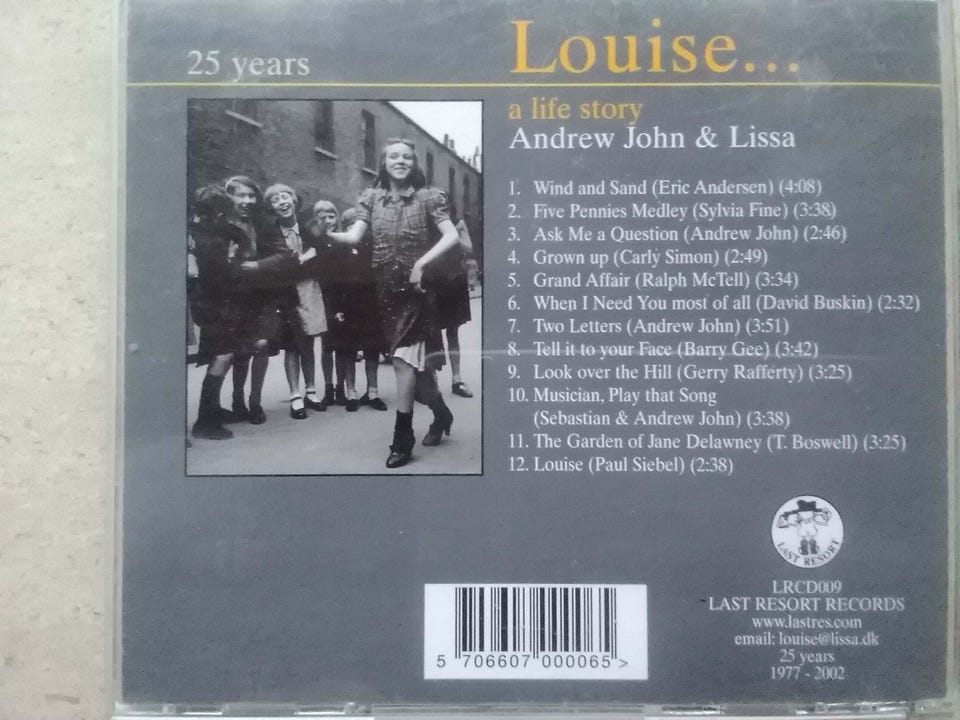 25 years
Louise...
a life story
Andrew John & Lissa
1. Wind and Sand (Eric Andersen) (4:08)
2. Five Pennies Medley (Sylvia Fine) (3:38)
3. Ask Me a Question (Andrew John) (2:46)
4. Grown up (Carly Simon) (2:49)
5. Grand Affair (Ralph McTell) (3:34)
6. When I Need You most of all (David Buskin) (2:32)
7. Two Letters (Andrew John) (3:51)
8. Tell it to your Face (Barry Gee) (3:42)
9. Look over the Hill (Gerry Rafferty) (3:25)
10. Musician, Play that Song
(Sebastian & Andrew John) (3:38)
11. The Garden of Jane Delawney (T. Boswell) (3:25)
12. Louise (Paul Siebel) (2:38)
LAST RESORT
LRCD009
LAST RESORT RECORDS
www.lastres.com
email: louise@lissa.dk
25 years
1977 - 2002
5 706607 000065 >